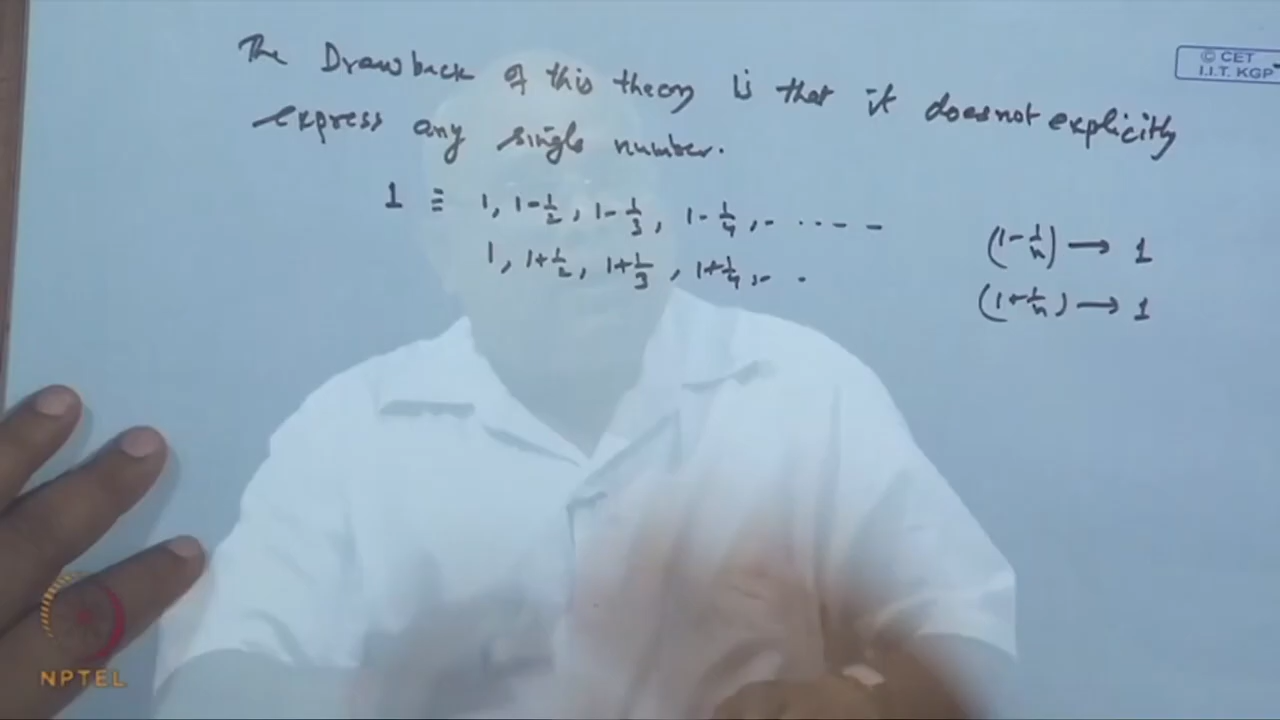 The Drawback of this theory is that it doesnot explicitly
express any single number.
1 ≡ 1, 1-1/2, 1-1/3, 1-1/4, - ... - -
1, 1+1/2, 1+1/3, 1+1/4, - .
(1-1/n) → 1
(1+1/n) → 1
© CET
I.I.T. KGP
NPTEL